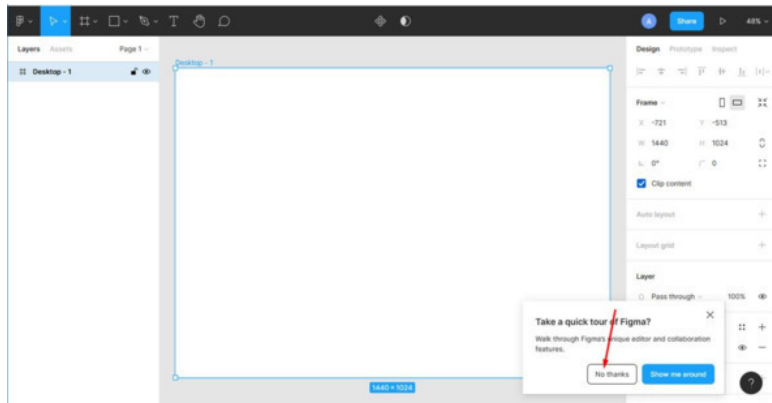 A
Share
48%
Layers
Assets
Page 1
Design
Prototype
Inspect
Desktop - 1
Desktop - 1
Frame
X -721
Y -513
W 1440
H 1024
0°
0
Clip content
Auto layout
Layout grid
Layer
Pass through
100%
Take a quick tour of Figma?
Walk through Figma's unique editor and collaboration
features.
No thanks
Show me around
?
1440 × 1024